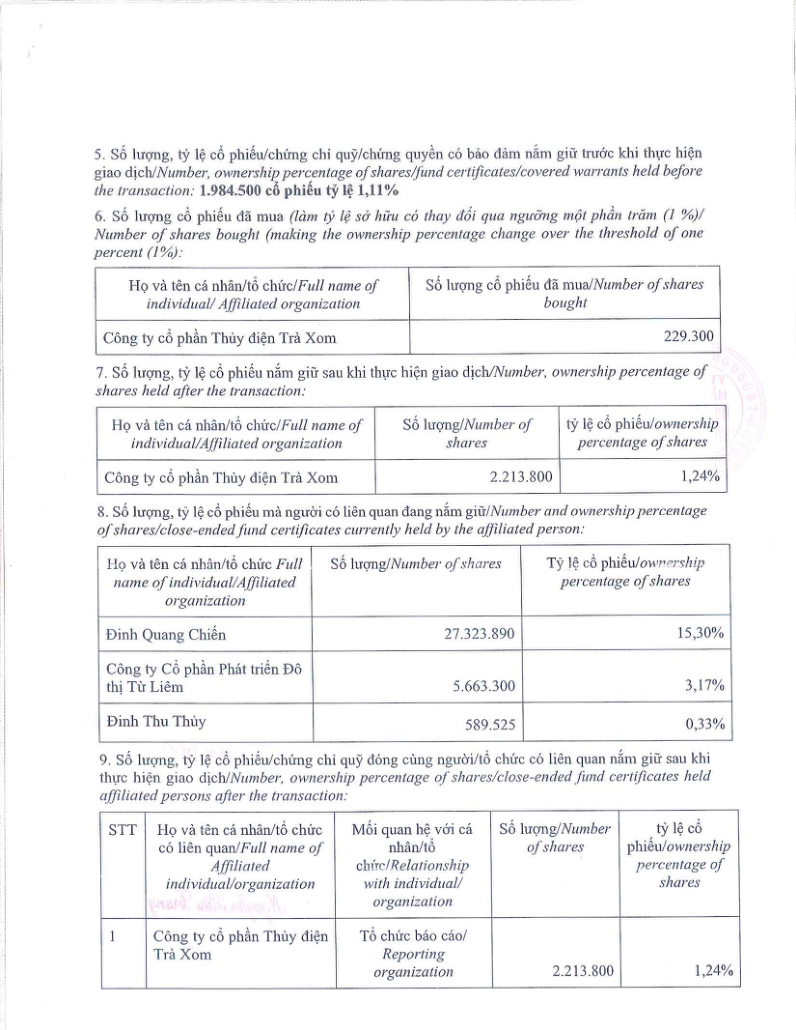 5. Số lượng, tỷ lệ cổ phiếu/chứng chỉ quỹ/chứng quyền có bảo đảm nắm giữ trước khi thực hiện
giao dịch/Number, ownership percentage of shares/fund certificates/covered warrants held before
the transaction: 1.984.500 cổ phiếu tỷ lệ 1,11%
6. Số lượng cổ phiếu đã mua (làm tỷ lệ sở hữu có thay đổi qua ngưỡng một phần trăm (1 %)/
Number of shares bought (making the ownership percentage change over the threshold of one
percent (1%):
Họ và tên cá nhân/tổ chức/Full name of
individual/ Affiliated organization
Số lượng cổ phiếu đã mua/Number of shares
bought
Công ty cổ phần Thủy điện Trà Xom
229.300
7. Số lượng, tỷ lệ cổ phiếu nắm giữ sau khi thực hiện giao dịch/Number, ownership percentage of
shares held after the transaction:
Họ và tên cá nhân/tổ chức/Full name of
individual/Affiliated organization
Số lượng/Number of
shares
tỷ lệ cổ phiếu/ownership
percentage of shares
Công ty cổ phần Thủy điện Trà Xom
2.213.800
1,24%
8. Số lượng, tỷ lệ cổ phiếu mà người có liên quan đang nắm giữ/Number and ownership percentage
of shares/close-ended fund certificates currently held by the affiliated person:
Họ và tên cá nhân/tổ chức Full
name of individual/Affiliated
organization
Số lượng/Number of shares
Tỷ lệ cổ phiếu/ownership
percentage of shares
Đinh Quang Chiến
27.323.890
15,30%
Công ty Cổ phần Phát triển Đô
thị Từ Liêm
5.663.300
3,17%
Đinh Thu Thủy
589.525
0,33%
9. Số lượng, tỷ lệ cổ phiếu/chứng chỉ quỹ đóng cùng người/tổ chức có liên quan nắm giữ sau khi
thực hiện giao dịch/Number, ownership percentage of shares/close-ended fund certificates held
affiliated persons after the transaction:
STT
Họ và tên cá nhân/tổ chức
có liên quan/Full name of
Affiliated
individual/organization
Mối quan hệ với cá
nhân/tổ
chức/Relationship
with individual/
organization
Số lượng/Number
of shares
tỷ lệ cổ
phiếu/ownership
percentage of
shares
1
Công ty cổ phần Thủy điện
Trà Xom
Tổ chức báo cáo/
Reporting
organization
2.213.800
1,24%